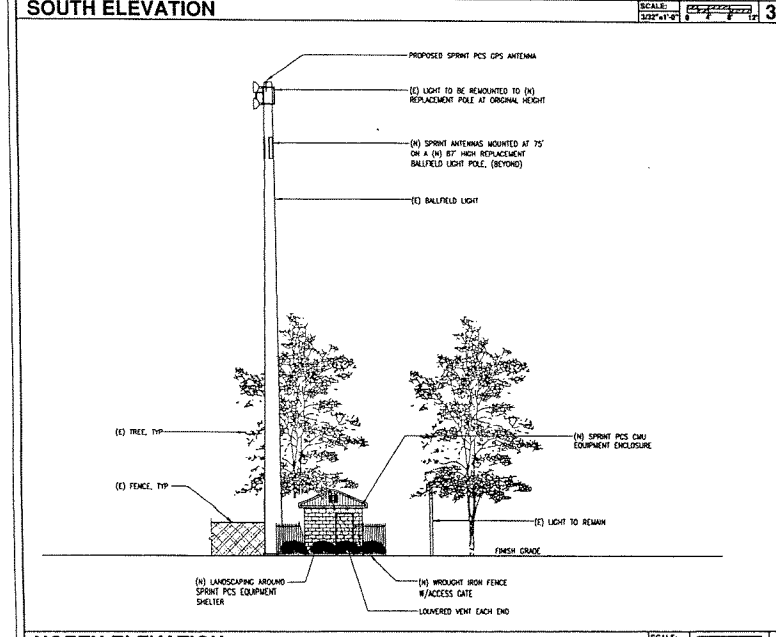 SOUTH ELEVATION
SCALE:
3/32"=1'-0"
0 4' 8' 12'
3
PROPOSED SPRINT PCS GPS ANTENNA
(E) LIGHT TO BE REMOUNTED TO (N)
REPLACEMENT POLE AT ORIGINAL HEIGHT
(N) SPRINT ANTENNAS MOUNTED AT 75'
ON A (N) 87' HIGH REPLACEMENT
BALLFIELD LIGHT POLE, (BEYOND)
(E) BALLFIELD LIGHT
(E) TREE, TYP
(N) SPRINT PCS CMU
EQUIPMENT ENCLOSURE
(E) FENCE, TYP
(E) LIGHT TO REMAIN
FINISH GRADE
(N) LANDSCAPING AROUND
SPRINT PCS EQUIPMENT
SHELTER
(N) WROUGHT IRON FENCE
W/ACCESS GATE
LOUVERED VENT EACH END
NORTH ELEVATION
SCALE: